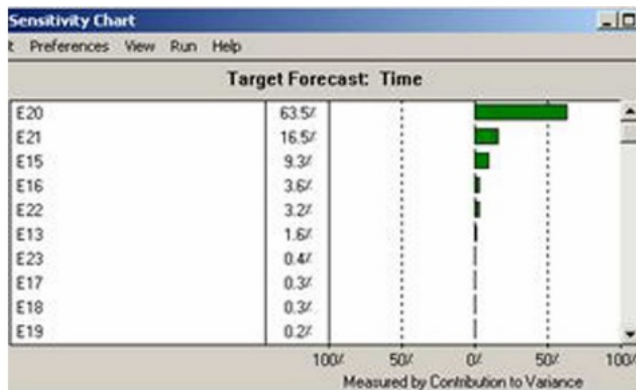 Sensitivity Chart
t Preferences View Run Help
Target Forecast: Time
E20 63.5%
E21 16.5%
E15 9.3%
E16 3.6%
E22 3.2%
E13 1.6%
E23 0.4%
E17 0.3%
E18 0.3%
E19 0.2%
100% 50% 0% 50% 100%
Measured by Contribution to Variance